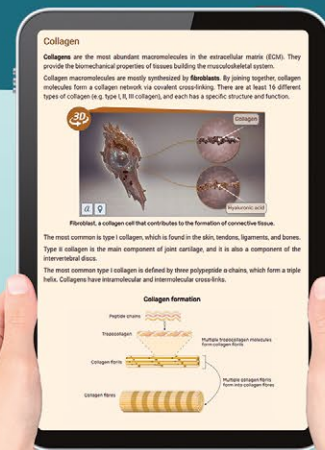 Collagen
Collagens are the most abundant macromolecules in the extracellular matrix (ECM). They
provide the biomechanical properties of tissues building the musculoskeletal system.
Collagen macromolecules are mostly synthesized by fibroblasts. By joining together, collagen
molecules form a collagen network via covalent cross-linking. There are at least 16 different
types of collagen (e.g. type I, II, III collagen), and each has a specific structure and function.
3D
Collagen
Hyaluronic acid
Fibroblast, a collagen cell that contributes to the formation of connective tissue.
The most common is type I collagen, which is found in the skin, tendons, ligaments, and bones.
Type II collagen is the main component of joint cartilage, and it is also a component of the
intervertebral discs.
The most common type I collagen is defined by three polypeptide α-chains, which form a triple
helix. Collagens have intramolecular and intermolecular cross-links.
Collagen formation
Peptide chains
Tropocollagen
Multiple tropocollagen molecules
form collagen fibrils
Collagen fibrils
Multiple collagen fibrils
form into collagen fibres
Collagen fibres